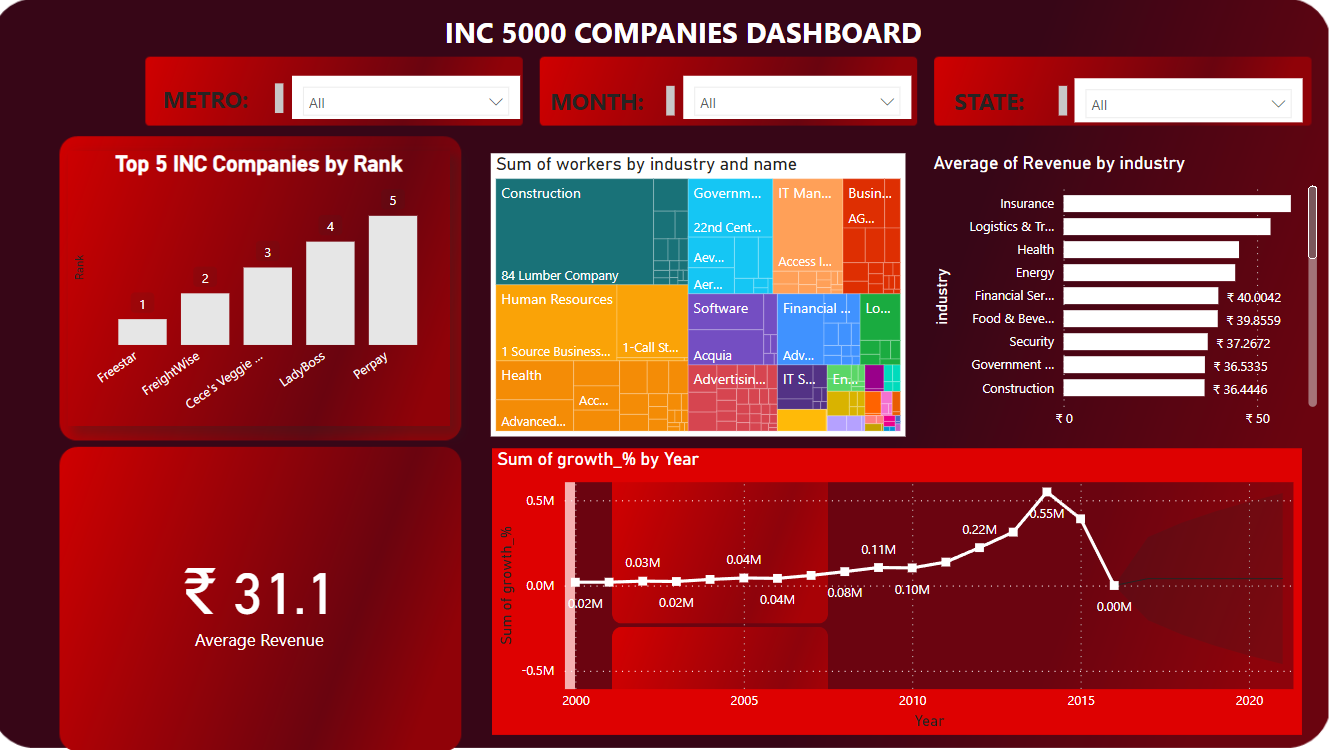 INC 5000 COMPANIES DASHBOARD
METRO:
All
MONTH:
All
STATE:
All
Top 5 INC Companies by Rank
Rank
1
2
3
4
5
Freestar
FreightWise
Cece's Veggie ...
LadyBoss
Perpay
Sum of workers by industry and name
Construction
84 Lumber Company
Governm...
22nd Cent...
Aev...
Aer...
IT Man...
Access I...
Busin...
AG...
Human Resources
1 Source Business...
1-Call St...
Software
Acquia
Financial ...
Adv...
Lo...
Health
Acc...
Advanced...
Advertisin...
IT S...
En...
Average of Revenue by industry
industry
Insurance
Logistics & Tr...
Health
Energy
Financial Ser... ₹ 40.0042
Food & Beve... ₹ 39.8559
Security ₹ 37.2672
Government ... ₹ 36.5335
Construction ₹ 36.4446
₹ 0 ₹ 50
₹ 31.1
Average Revenue
Sum of growth_% by Year
Sum of growth_%
0.5M
0.0M
-0.5M
0.02M
0.03M
0.02M
0.04M
0.04M
0.08M
0.11M
0.10M
0.22M
0.55M
0.00M
2000 2005 2010 2015 2020
Year